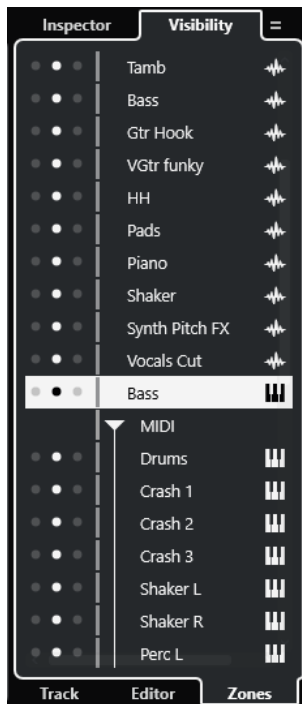 Inspector Visibility
Tamb
Bass
Gtr Hook
VGtr funky
HH
Pads
Piano
Shaker
Synth Pitch FX
Vocals Cut
Bass
MIDI
Drums
Crash 1
Crash 2
Crash 3
Shaker L
Shaker R
Perc L
Track Editor Zones